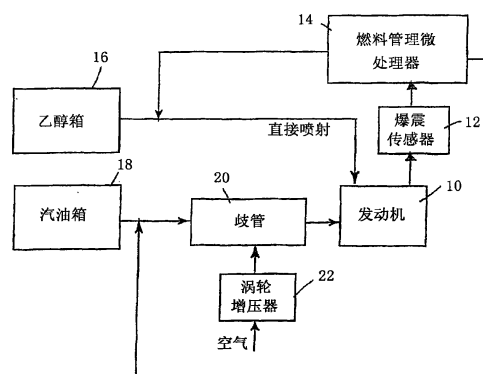 14
燃料管理微
处理器
16
乙醇箱
直接喷射
爆震
传感器
12
18
汽油箱
20
歧管
发动机
10
涡轮
增压器
22
空气